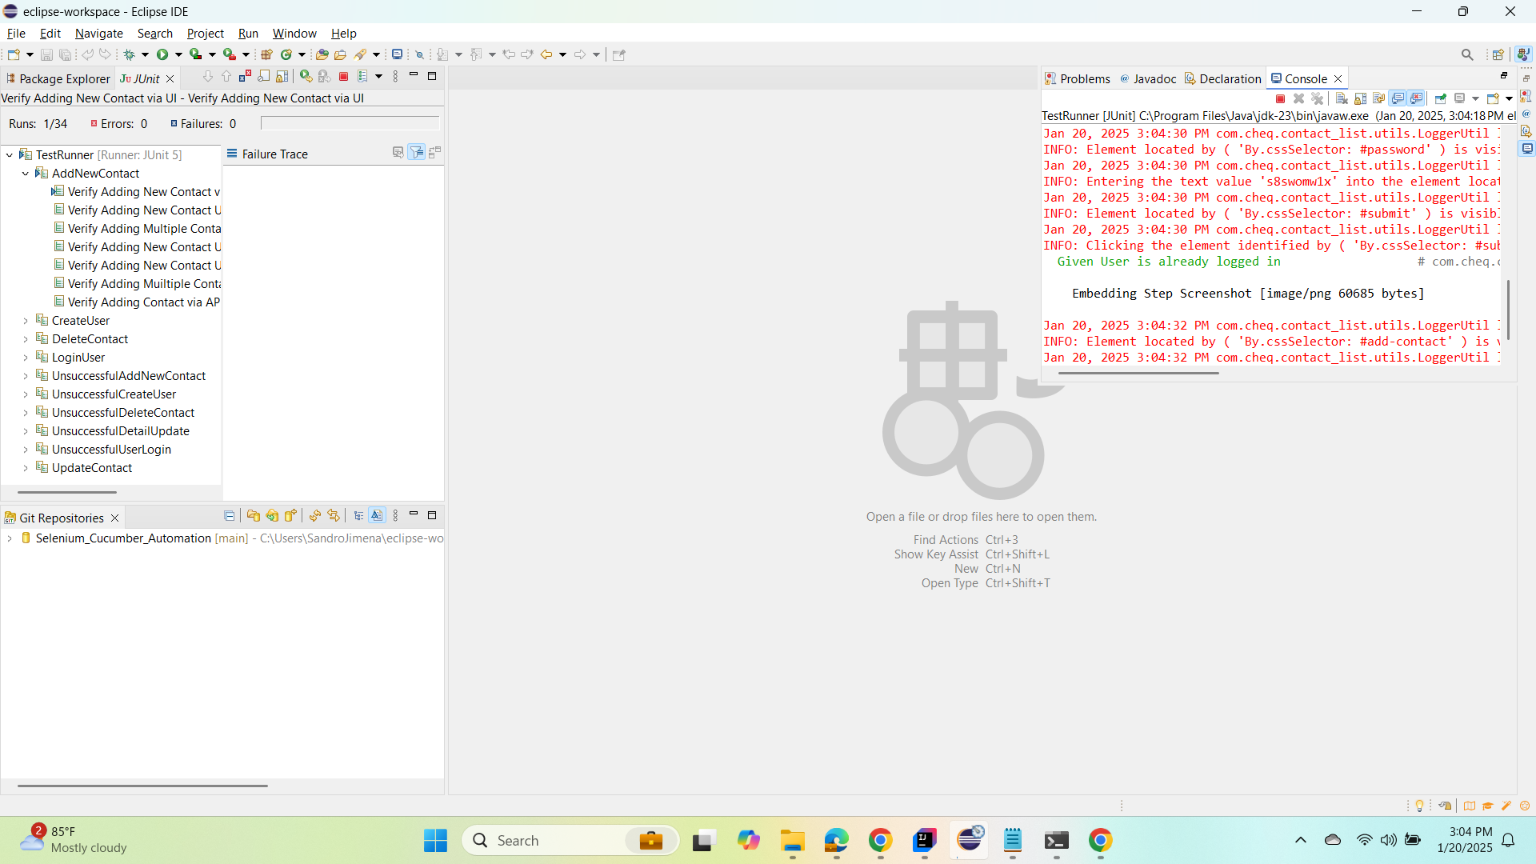 eclipse-workspace - Eclipse IDE
File Edit Navigate Search Project Run Window Help
Package Explorer JUnit
Verify Adding New Contact via UI - Verify Adding New Contact via UI
Runs: 1/34 Errors: 0 Failures: 0
TestRunner [Runner: JUnit 5]
AddNewContact
Verify Adding New Contact v
Verify Adding New Contact U
Verify Adding Multiple Conta
Verify Adding New Contact U
Verify Adding New Contact U
Verify Adding Muiltiple Conta
Verify Adding Contact via AP
CreateUser
DeleteContact
LoginUser
UnsuccessfulAddNewContact
UnsuccessfulCreateUser
UnsuccessfulDeleteContact
UnsuccessfulDetailUpdate
UnsuccessfulUserLogin
UpdateContact
Failure Trace
Git Repositories
Selenium_Cucumber_Automation [main] - C:\Users\SandroJimena\eclipse-wo
Open a file or drop files here to open them.
Find Actions Ctrl+3
Show Key Assist Ctrl+Shift+L
New Ctrl+N
Open Type Ctrl+Shift+T
Problems Javadoc Declaration Console
TestRunner [JUnit] C:\Program Files\Java\jdk-23\bin\javaw.exe (Jan 20, 2025, 3:04:18 PM el
Jan 20, 2025 3:04:30 PM com.cheq.contact_list.utils.LoggerUtil
INFO: Element located by ( 'By.cssSelector: #password' ) is visi
Jan 20, 2025 3:04:30 PM com.cheq.contact_list.utils.LoggerUtil
INFO: Entering the text value 's8swomw1x' into the element locat
Jan 20, 2025 3:04:30 PM com.cheq.contact_list.utils.LoggerUtil
INFO: Element located by ( 'By.cssSelector: #submit' ) is visib
Jan 20, 2025 3:04:30 PM com.cheq.contact_list.utils.LoggerUtil
INFO: Clicking the element identified by ( 'By.cssSelector: #sub
Given User is already logged in # com.cheq.c
Embedding Step Screenshot [image/png 60685 bytes]
Jan 20, 2025 3:04:32 PM com.cheq.contact_list.utils.LoggerUtil
INFO: Element located by ( 'By.cssSelector: #add-contact' ) is v
Jan 20, 2025 3:04:32 PM com.cheq.contact_list.utils.LoggerUtil
2
85°F
Mostly cloudy
Search
3:04 PM
1/20/2025